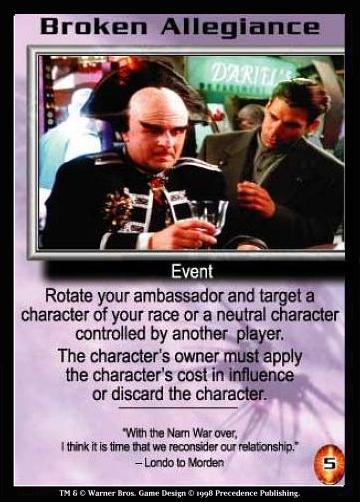 Broken Allegiance
DARIEL'S
Event
Rotate your ambassador and target a
character of your race or a neutral character
controlled by another player.
The character's owner must apply
the character's cost in influence
or discard the character.
"With the Narn War over,
I think it is time that we reconsider our relationship."
– Londo to Morden
5
TM & © Warner Bros. Game Design © 1998 Precedence Publishing.